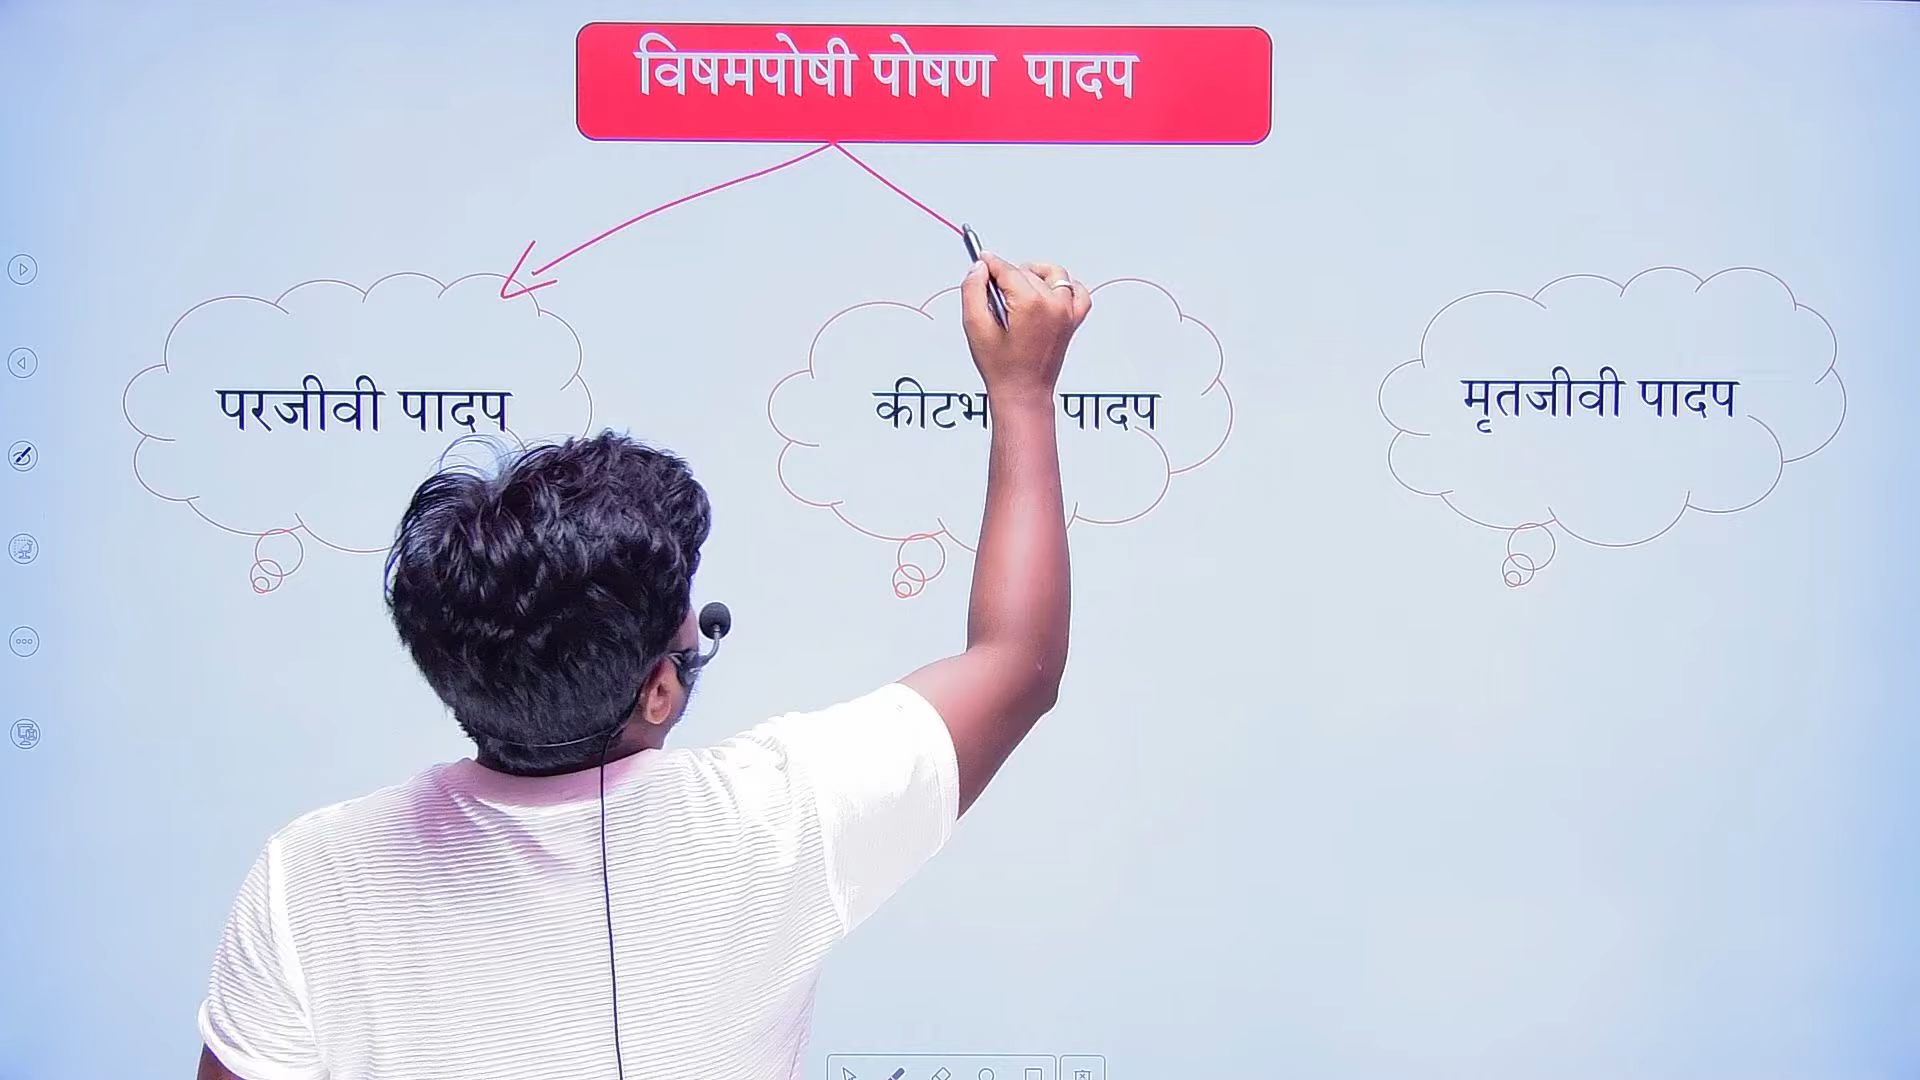 विषमपोषी पोषण पादप
परजीवी पादप
पादप
मृतजीवी पादप